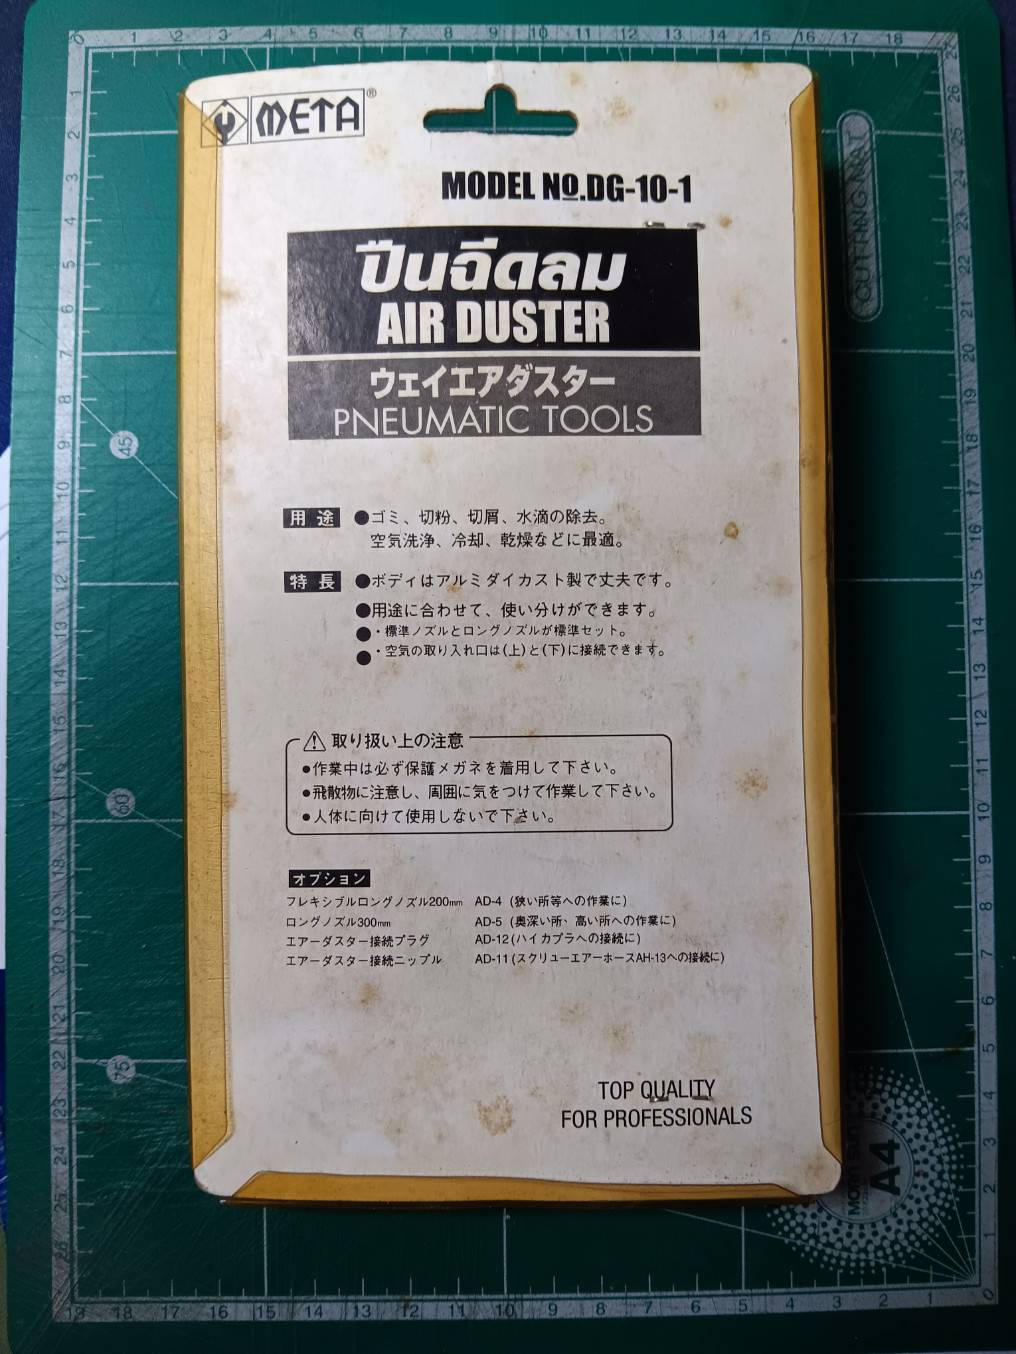 META®
MODEL No.DG-10-1
ปืนฉีดลม
AIR DUSTER
ウェイエアダスター
PNEUMATIC TOOLS
用途 ●ゴミ、切粉、切屑、水滴の除去。
空気洗浄、冷却、乾燥などに最適。
特長 ●ボディはアルミダイカスト製で丈夫です。
●用途に合わせて、使い分けができます。
●・標準ノズルとロングノズルが標準セット。
●・空気の取り入れ口は(上)と(下)に接続できます。
⚠ 取り扱い上の注意
●作業中は必ず保護メガネを着用して下さい。
●飛散物に注意し、周囲に気をつけて作業して下さい。
●人体に向けて使用しないで下さい。
オプション
フレキシブルロングノズル200mm AD-4 (狭い所等への作業に)
ロングノズル300mm AD-5 (奥深い所、高い所への作業に)
エアーダスター接続プラグ AD-12(ハイカプラへの接続に)
エアーダスター接続ニップル AD-11(スクリューエアーホースAH-13への接続に)
TOP QUALITY
FOR PROFESSIONALS
CUTTING MAT
A4
45°
60°
75°